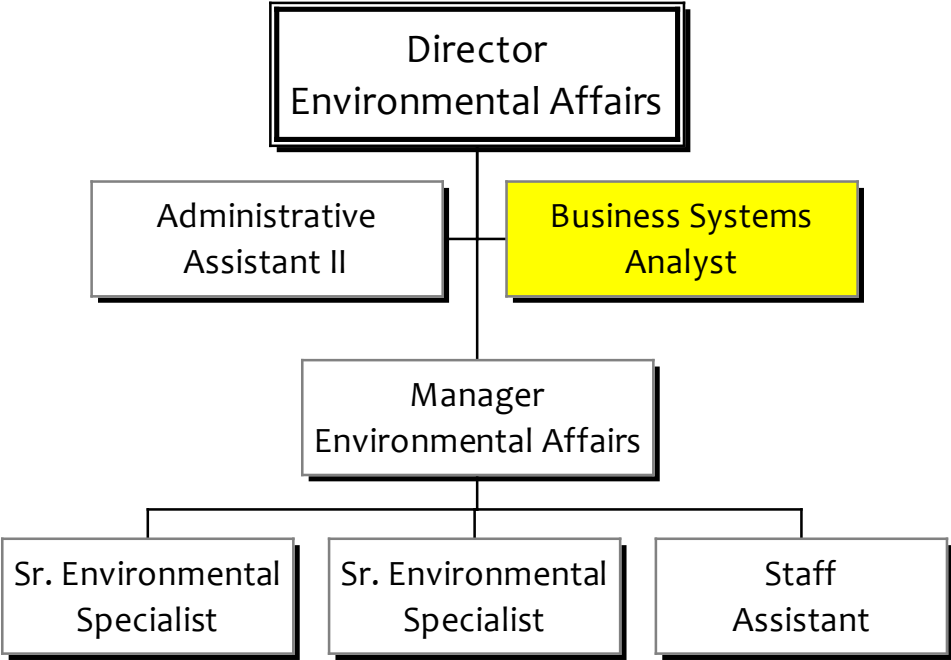 Director
Environmental Affairs
Administrative
Assistant II
Business Systems
Analyst
Manager
Environmental Affairs
Sr. Environmental
Specialist
Sr. Environmental
Specialist
Staff
Assistant